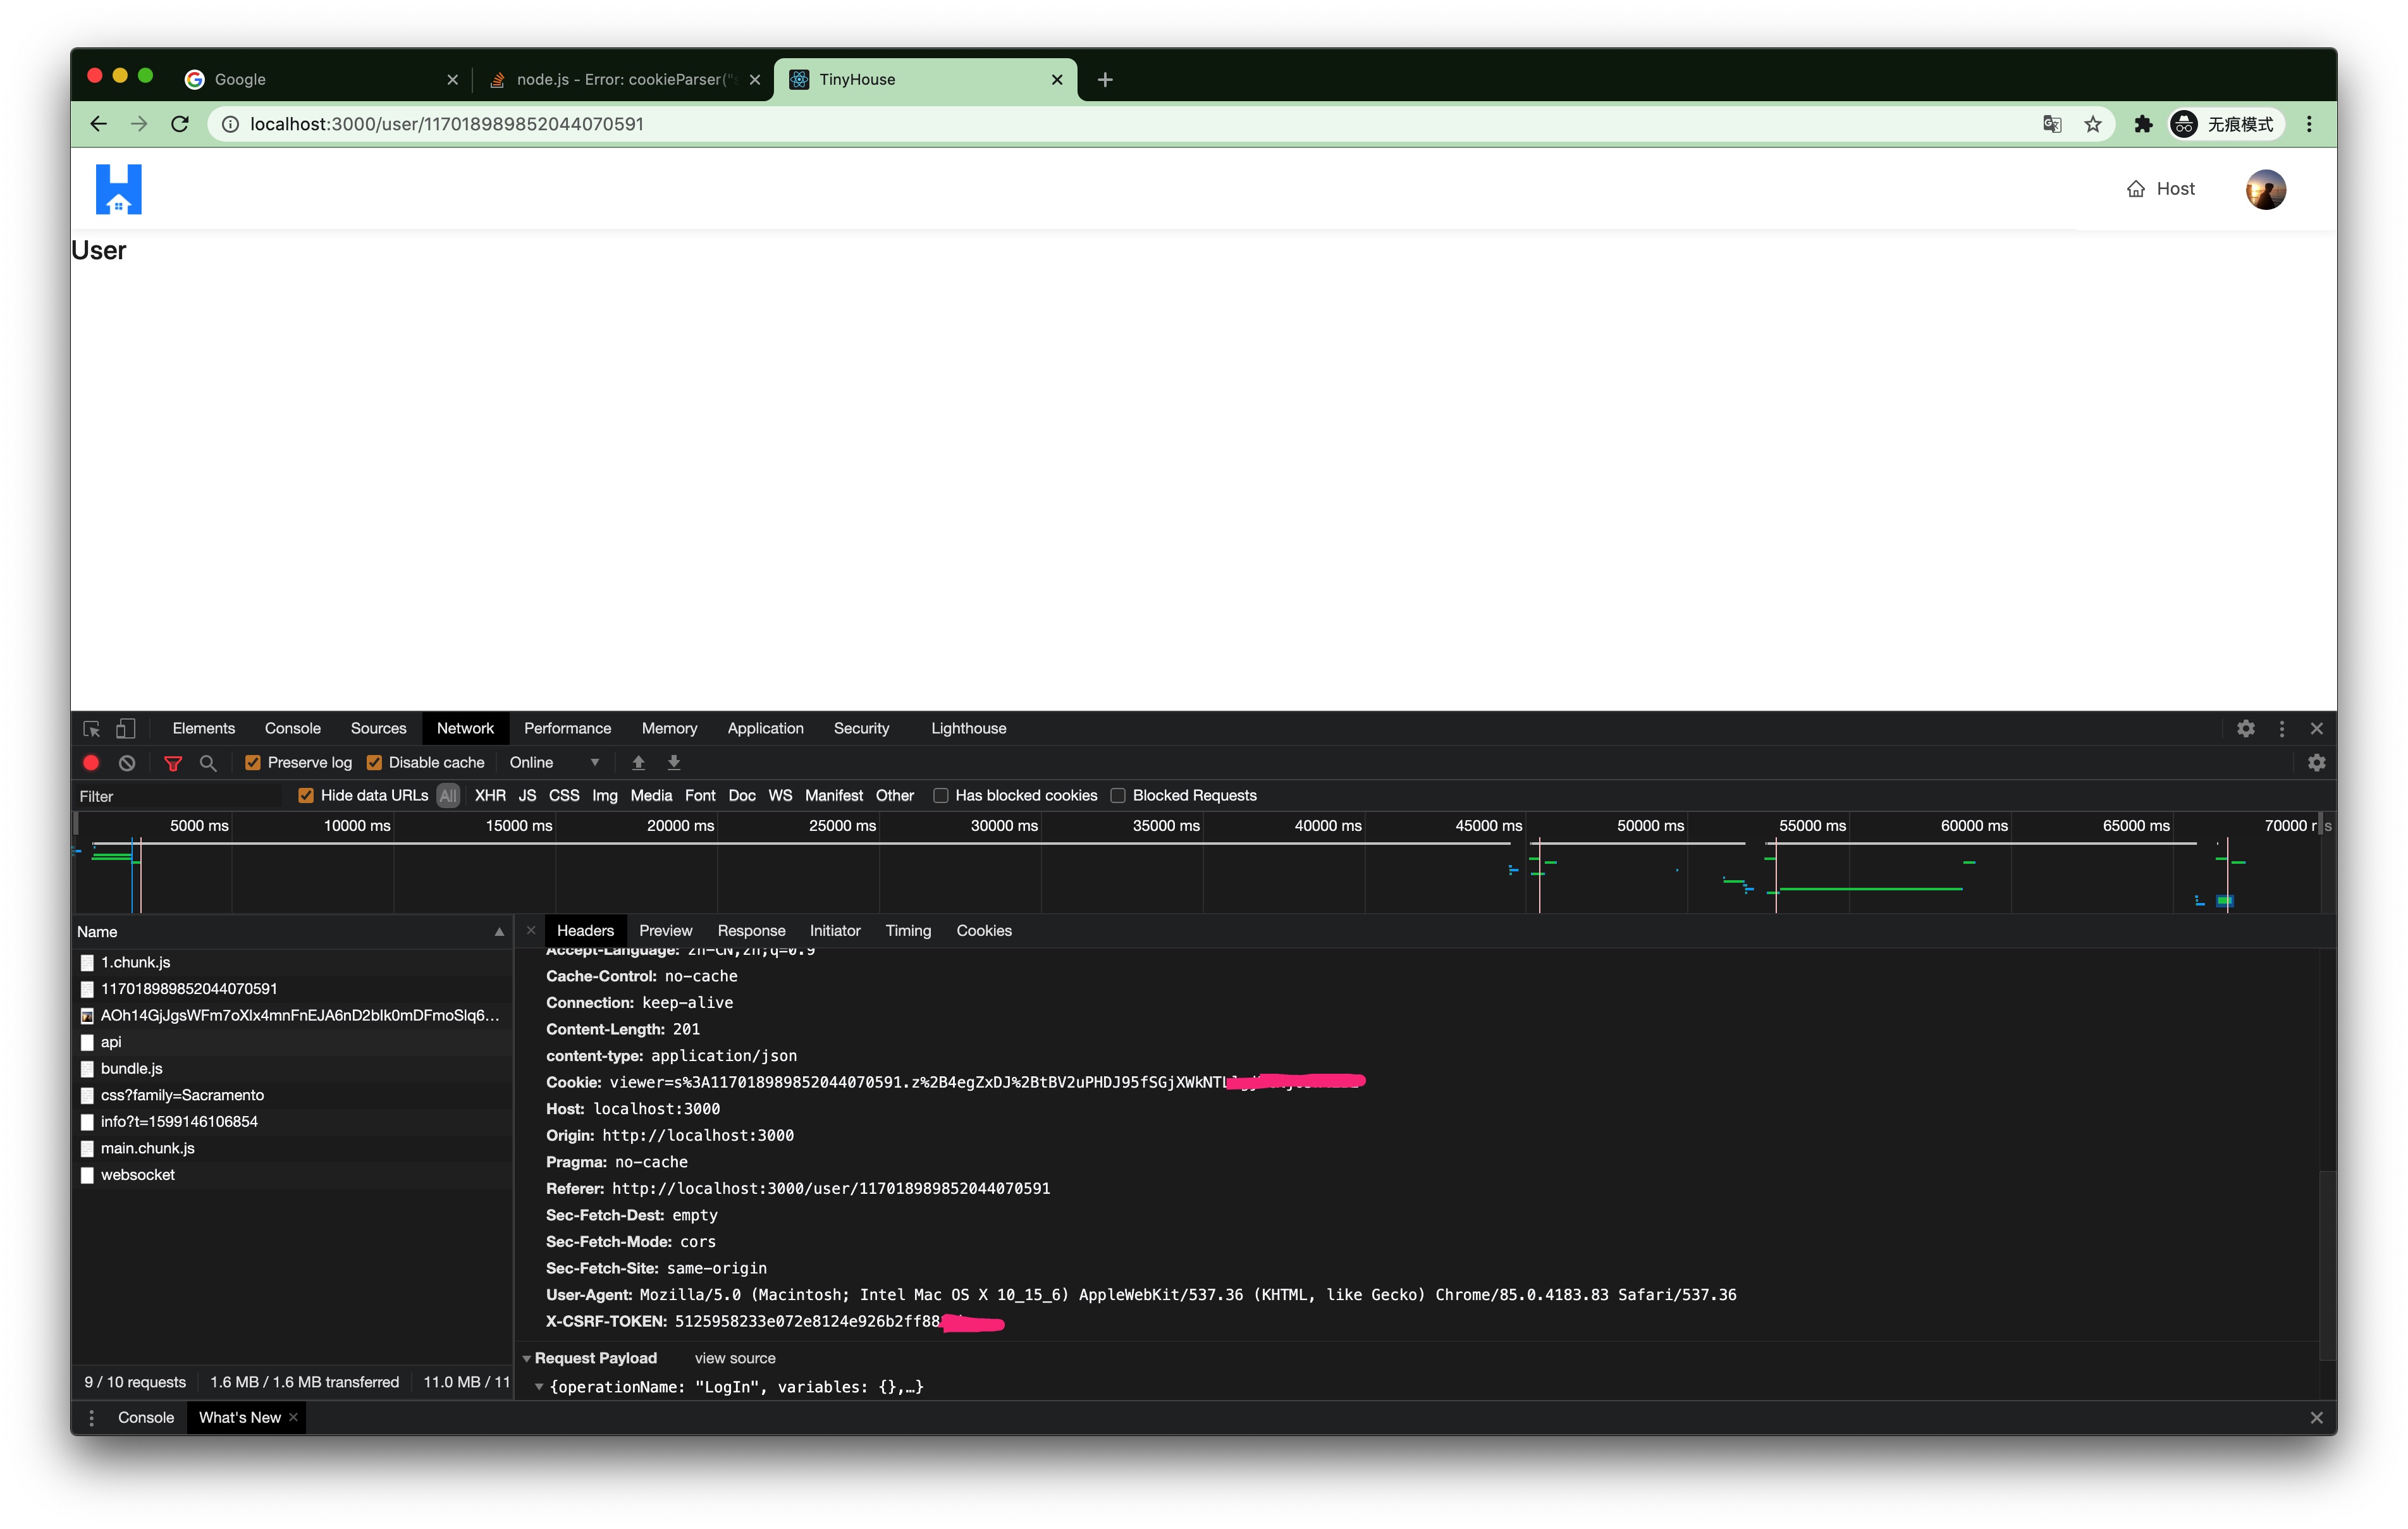 Google
node.js - Error: cookieParser("
TinyHouse
localhost:3000/user/117018989852044070591
无痕模式
Host
User
Elements Console Sources Network Performance Memory Application Security Lighthouse
Preserve log Disable cache Online
Filter Hide data URLs All XHR JS CSS Img Media Font Doc WS Manifest Other Has blocked cookies Blocked Requests
5000 ms 10000 ms 15000 ms 20000 ms 25000 ms 30000 ms 35000 ms 40000 ms 45000 ms 50000 ms 55000 ms 60000 ms 65000 ms 70000
Name
1.chunk.js
117018989852044070591
AOh14GjJgsWFm7oXIx4mnFnEJA6nD2bIk0mDFmoSlq6…
api
bundle.js
css?family=Sacramento
info?t=1599146106854
main.chunk.js
websocket
9 / 10 requests 1.6 MB / 1.6 MB transferred 11.0 MB / 11
Headers Preview Response Initiator Timing Cookies
Accept-Language: zh-CN,zh;q=0.9
Cache-Control: no-cache
Connection: keep-alive
Content-Length: 201
content-type: application/json
Cookie: viewer=s%3A117018989852044070591.z%2B4egZxDJ%2BtBV2uPHDJ95fSGjXWkNTL
Host: localhost:3000
Origin: http://localhost:3000
Pragma: no-cache
Referer: http://localhost:3000/user/117018989852044070591
Sec-Fetch-Dest: empty
Sec-Fetch-Mode: cors
Sec-Fetch-Site: same-origin
User-Agent: Mozilla/5.0 (Macintosh; Intel Mac OS X 10_15_6) AppleWebKit/537.36 (KHTML, like Gecko) Chrome/85.0.4183.83 Safari/537.36
X-CSRF-TOKEN: 5125958233e072e8124e926b2ff88
Request Payload view source
{operationName: "LogIn", variables: {},…}
Console What's New